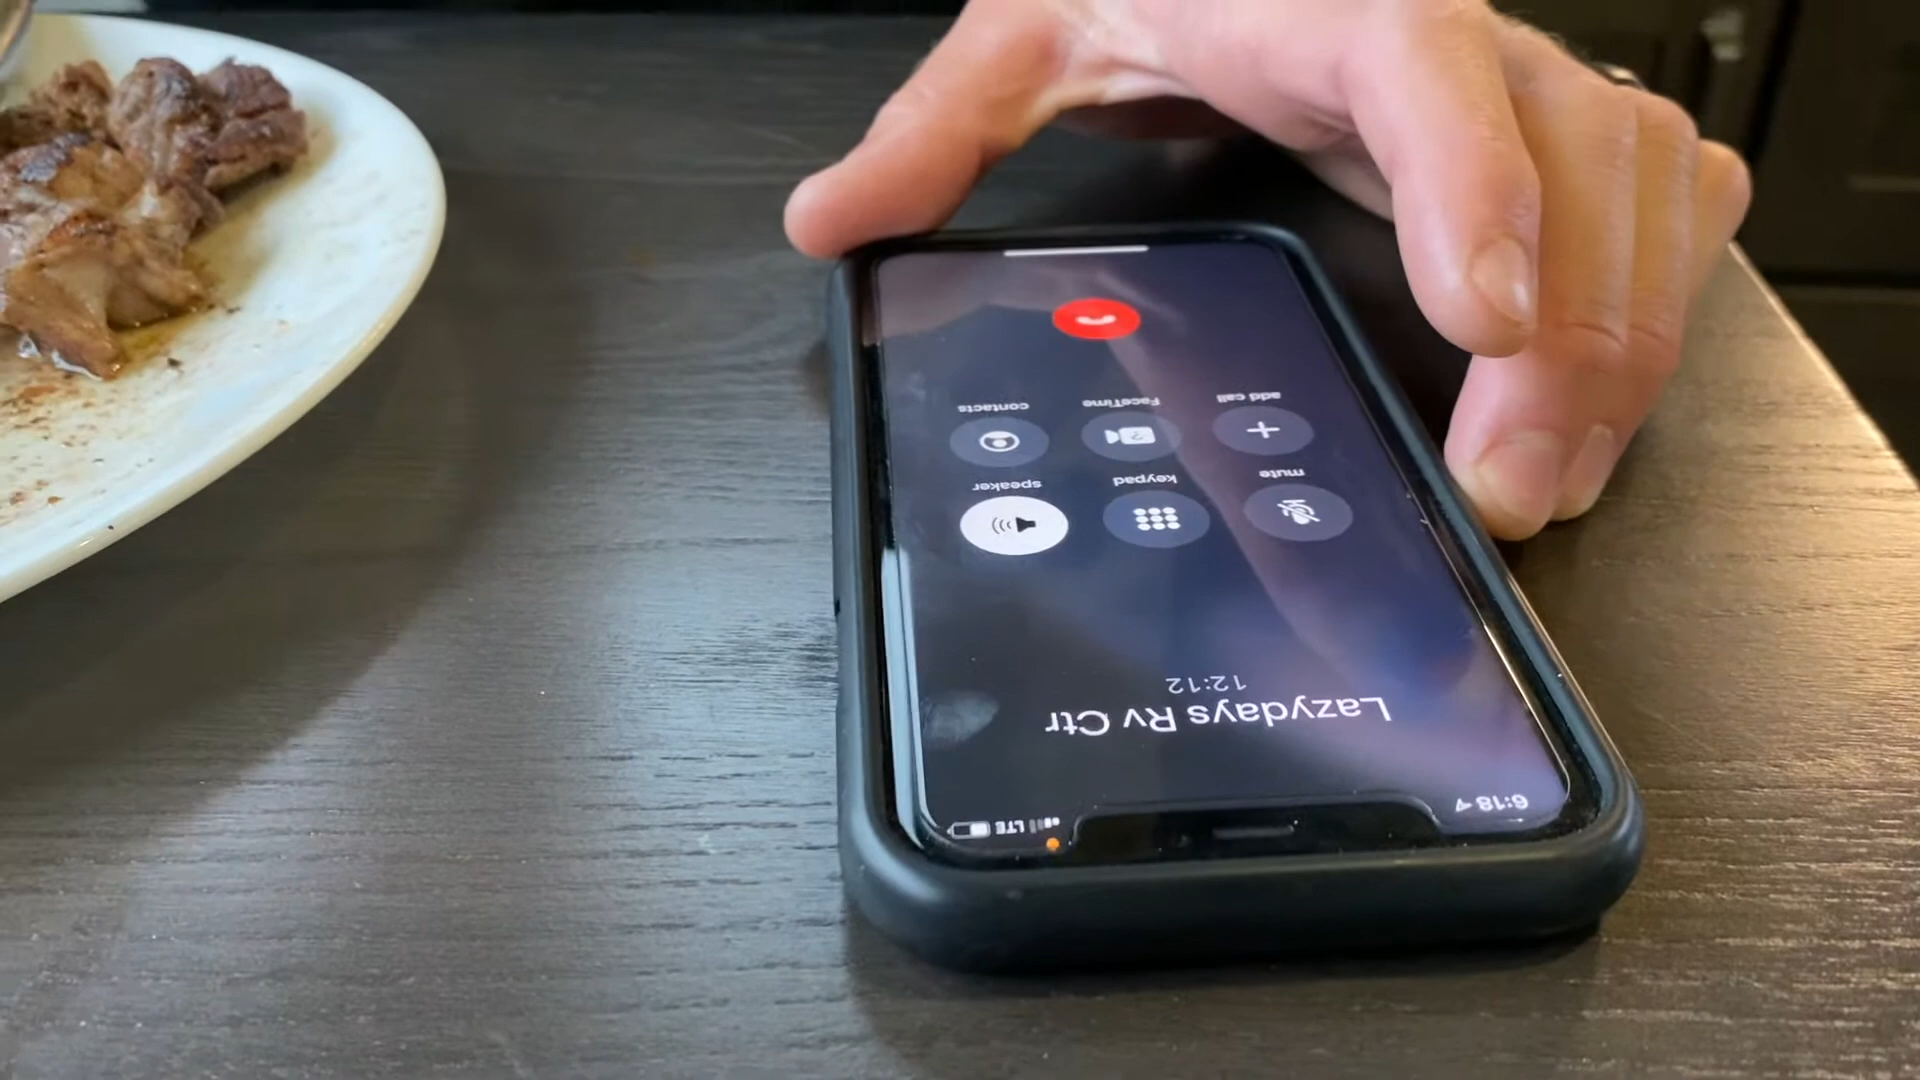 6:18
LTE
Lazydays Rv Ctr
12:12
mute keypad speaker
add call FaceTime contacts